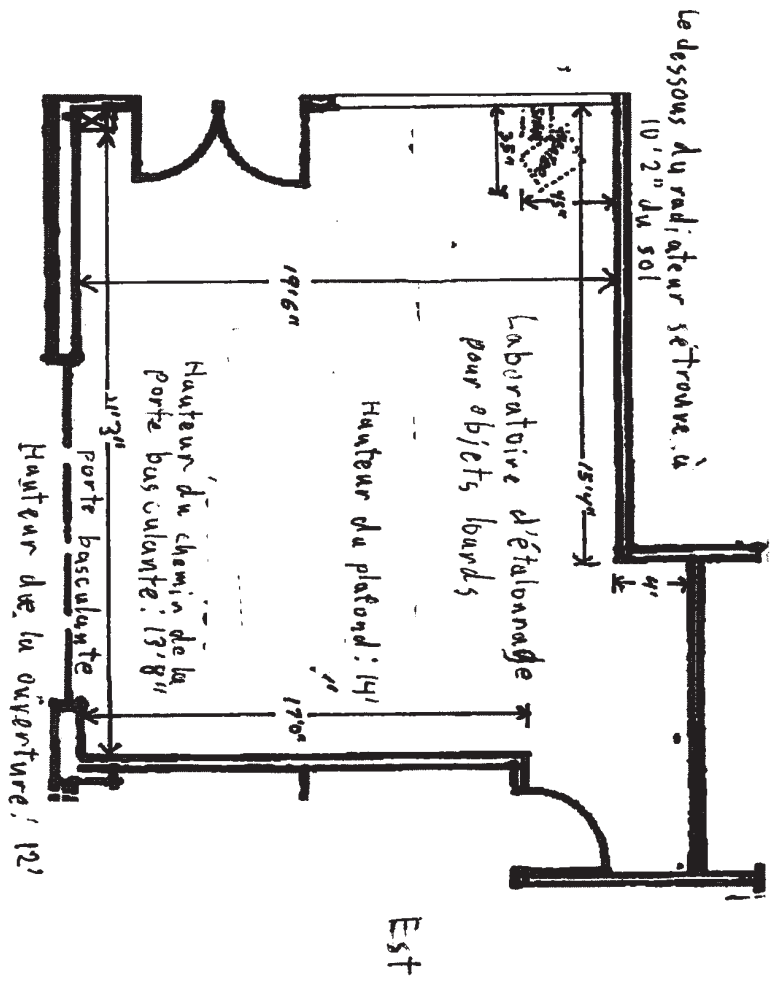 Le dessous du radiateur se trouve à
10'2" du sol
35"
45"
19'6"
15'4"
4'
Laboratoire d'étalonnage
pour objets lourds
Hauteur du plafond: 14'
Hauteur du chemin de la
porte basculante: 13'8"
17'0"
porte basculante
Hauteur de la ouverture: 12'
Est